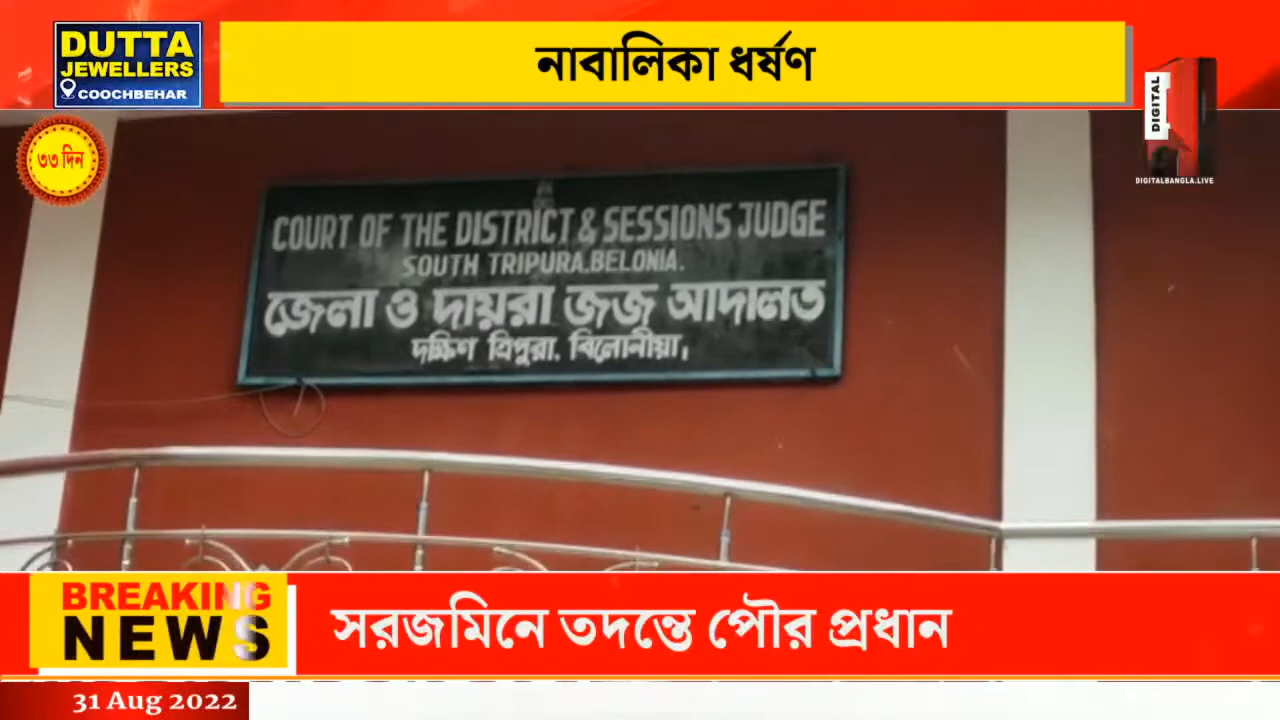 DUTTA
JEWELLERS
COOCHBEHAR
নাবালিকা ধর্ষণ
DIGITAL
DIGITALBANGLA.LIVE
৩৩ দিন
COURT OF THE DISTRICT & SESSIONS JUDGE
SOUTH TRIPURA.BELONIA.
জেলা ও দায়রা জজ আদালত
দক্ষিণ ত্রিপুরা. বিলোনীয়া।
BREAKING
NEWS
সরজমিনে তদন্তে পৌর প্রধান
31 Aug 2022